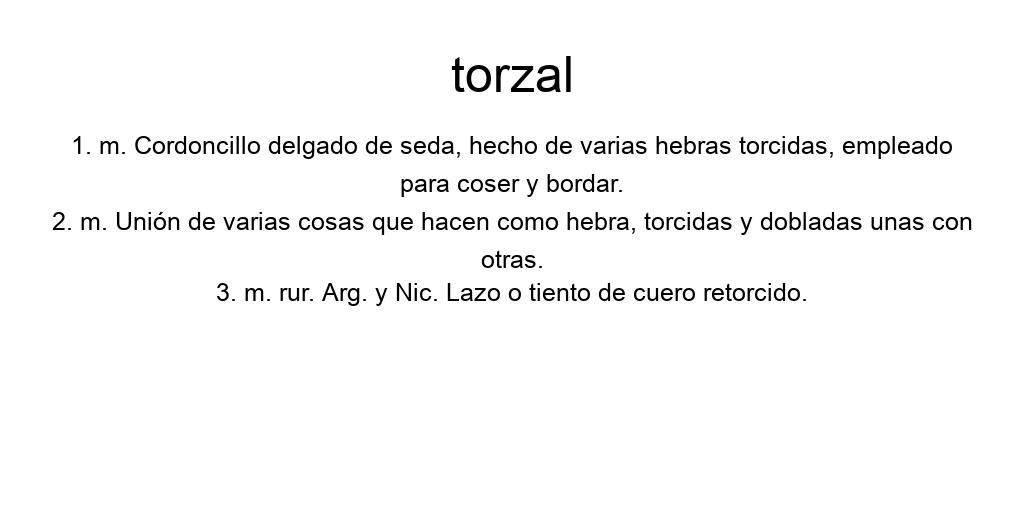 torzal
1. m. Cordoncillo delgado de seda, hecho de varias hebras torcidas, empleado
para coser y bordar.
2. m. Unión de varias cosas que hacen como hebra, torcidas y dobladas unas con
otras.
3. m. rur. Arg. y Nic. Lazo o tiento de cuero retorcido.